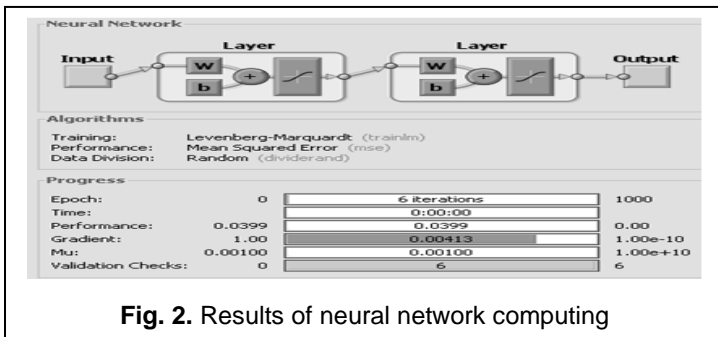 Neural Network
Layer Layer
Input Output
W W
b b
+ +
Algorithms
Training: Levenberg-Marquardt (trainlm)
Performance: Mean Squared Error (mse)
Data Division: Random (dividerand)
Progress
Epoch: 0 6 iterations 1000
Time: 0:00:00
Performance: 0.0399 0.0399 0.00
Gradient: 1.00 0.00413 1.00e-10
Mu: 0.00100 0.00100 1.00e+10
Validation Checks: 0 6 6
Fig. 2. Results of neural network computing